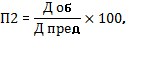 П2 = Д об / Д пред × 100,